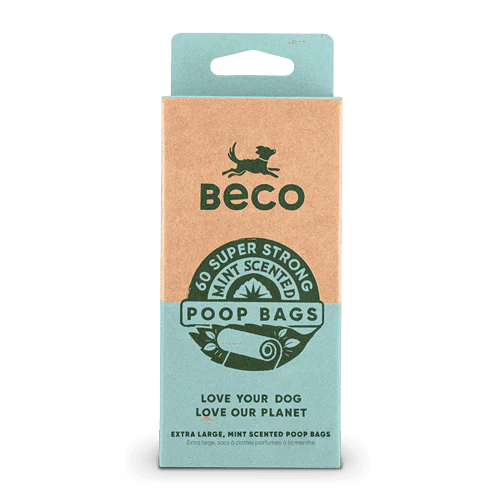 BeCO
60 SUPER STRONG
MINT SCENTED
POOP BAGS
LOVE YOUR DOG
LOVE OUR PLANET
EXTRA LARGE, MINT SCENTED POOP BAGS
Extra large, sacs à crottes parfumés à la menthe